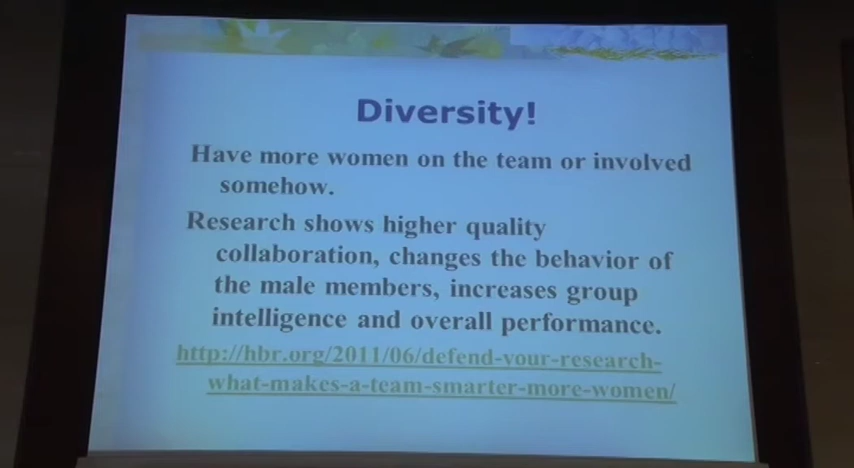 Diversity!
Have more women on the team or involved
somehow.
Research shows higher quality
collaboration, changes the behavior of
the male members, increases group
intelligence and overall performance.
http://hbr.org/2011/06/defend-your-research-
what-makes-a-team-smarter-more-women/